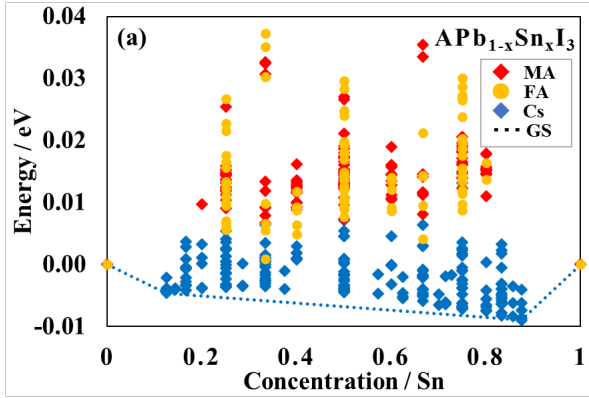 (a)
APb₁₋ₓSnₓI₃
MA
FA
Cs
GS
Energy / eV
0.04
0.03
0.02
0.01
0.00
-0.01
0 0.2 0.4 0.6 0.8 1
Concentration / Sn